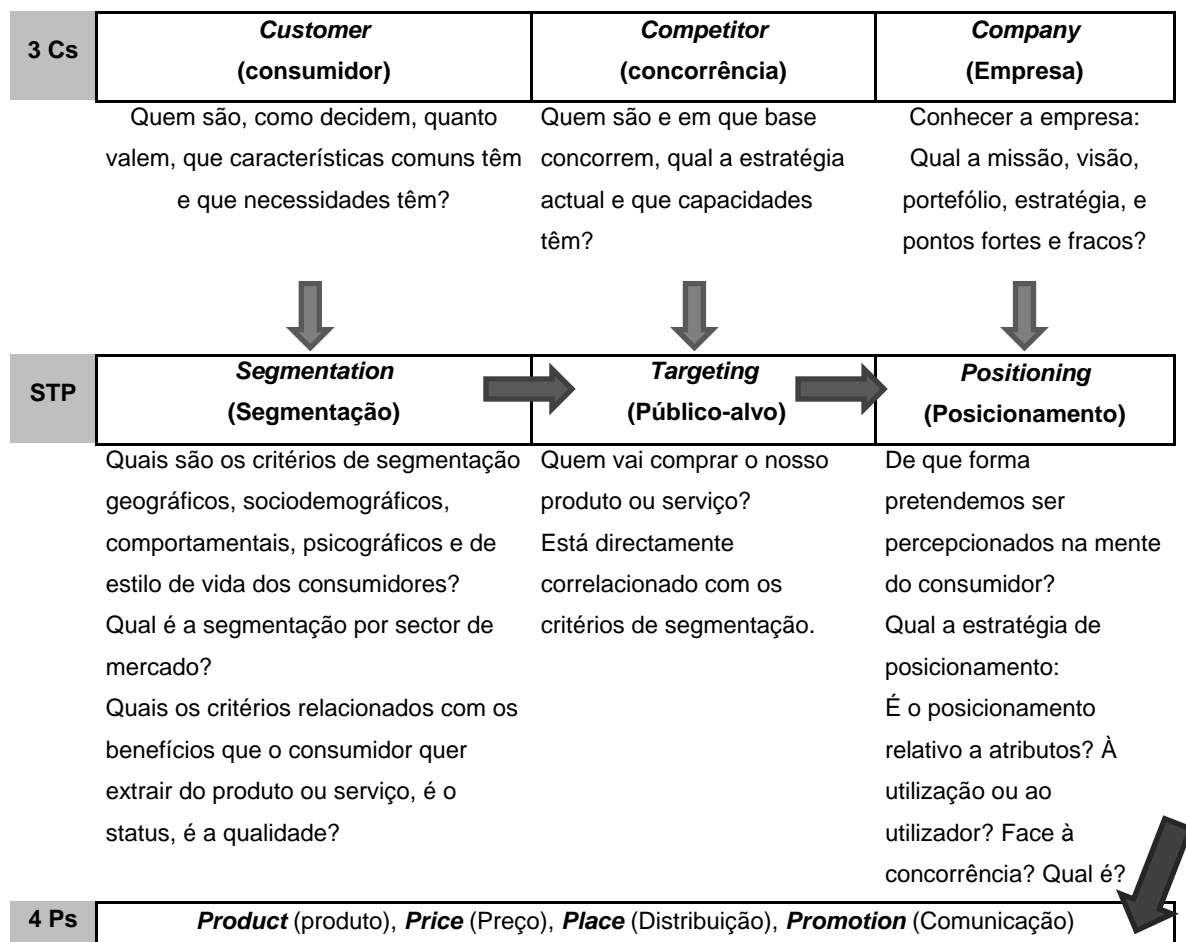 3 Cs
Customer
(consumidor)
Competitor
(concorrência)
Company
(Empresa)
Quem são, como decidem, quanto
valem, que características comuns têm
e que necessidades têm?
Quem são e em que base
concorrem, qual a estratégia
actual e que capacidades
têm?
Conhecer a empresa:
Qual a missão, visão,
portefólio, estratégia, e
pontos fortes e fracos?
STP
Segmentation
(Segmentação)
Targeting
(Público-alvo)
Positioning
(Posicionamento)
Quais são os critérios de segmentação
geográficos, sociodemográficos,
comportamentais, psicográficos e de
estilo de vida dos consumidores?
Qual é a segmentação por sector de
mercado?
Quais os critérios relacionados com os
benefícios que o consumidor quer
extrair do produto ou serviço, é o
status, é a qualidade?
Quem vai comprar o nosso
produto ou serviço?
Está directamente
correlacionado com os
critérios de segmentação.
De que forma
pretendemos ser
percepcionados na mente
do consumidor?
Qual a estratégia de
posicionamento:
É o posicionamento
relativo a atributos? À
utilização ou ao
utilizador? Face à
concorrência? Qual é?
4 Ps
Product (produto), Price (Preço), Place (Distribuição), Promotion (Comunicação)